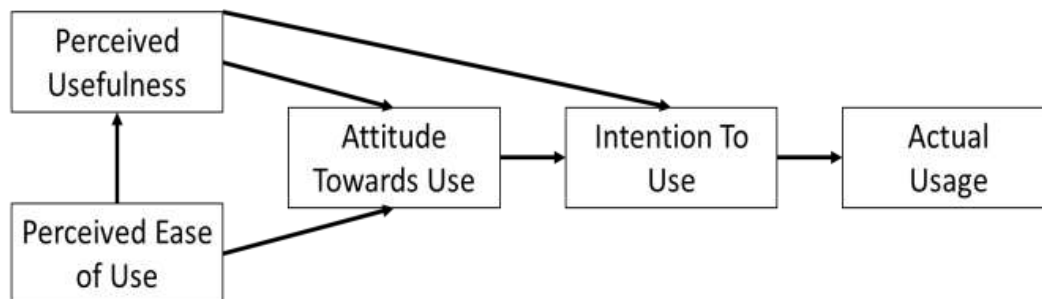 Perceived
Usefulness
Attitude
Towards Use
Intention To
Use
Actual
Usage
Perceived Ease
of Use